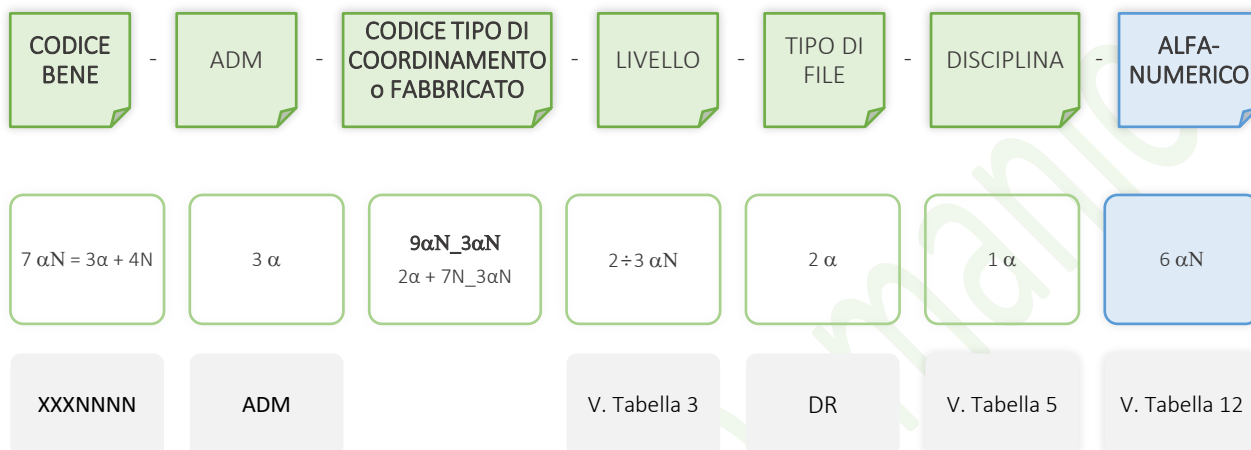 CODICE
BENE
-
ADM
-
CODICE TIPO DI
COORDINAMENTO
o FABBRICATO
-
LIVELLO
-
TIPO DI
FILE
-
DISCIPLINA
-
ALFA-
NUMERICO
7 αN = 3α + 4N
3 α
9αN_3αN
2α + 7N_3αN
2÷3 αN
2 α
1 α
6 αN
XXXNNNN
ADM
V. Tabella 3
DR
V. Tabella 5
V. Tabella 12